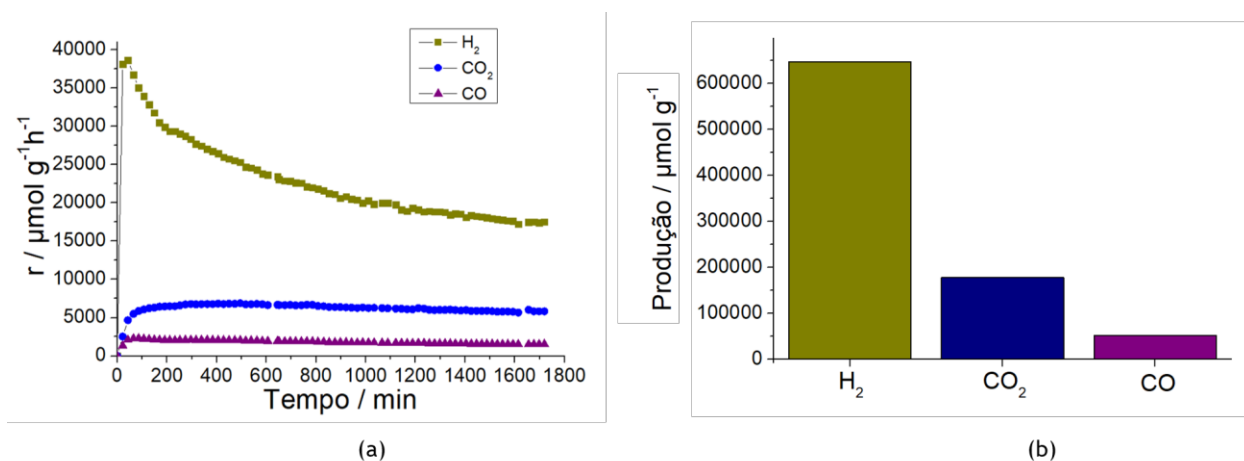 40000
35000
30000
25000
20000
15000
10000
5000
0
r / µmol g⁻¹h⁻¹
H₂
CO₂
CO
0 200 400 600 800 1000 1200 1400 1600 1800
Tempo / min
(a)
600000
500000
400000
300000
200000
100000
0
Produção / µmol g⁻¹
H₂ CO₂ CO
(b)